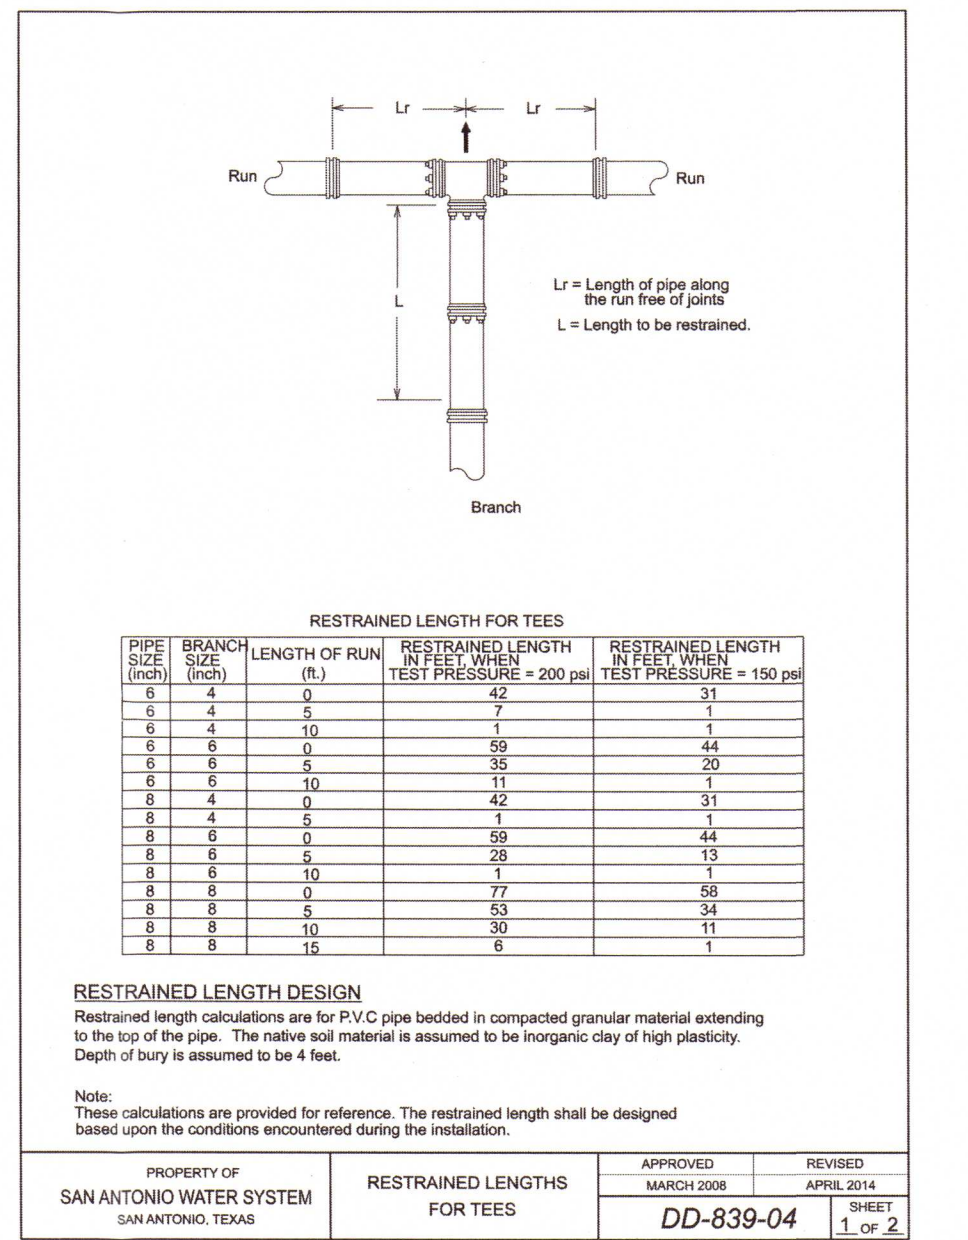 Lr Lr
Run Run
L
Lr = Length of pipe along
the run free of joints
L = Length to be restrained.
Branch
RESTRAINED LENGTH FOR TEES
PIPE SIZE (inch) BRANCH SIZE (inch) LENGTH OF RUN (ft.) RESTRAINED LENGTH IN FEET, WHEN TEST PRESSURE = 200 psi RESTRAINED LENGTH IN FEET, WHEN TEST PRESSURE = 150 psi
6 4 0 42 31
6 4 5 7 1
6 4 10 1 1
6 6 0 59 44
6 6 5 35 20
6 6 10 11 1
8 4 0 42 31
8 4 5 1 1
8 6 0 59 44
8 6 5 28 13
8 6 10 1 1
8 8 0 77 58
8 8 5 53 34
8 8 10 30 11
8 8 15 6 1
RESTRAINED LENGTH DESIGN
Restrained length calculations are for P.V.C pipe bedded in compacted granular material extending
to the top of the pipe. The native soil material is assumed to be inorganic clay of high plasticity.
Depth of bury is assumed to be 4 feet.
Note:
These calculations are provided for reference. The restrained length shall be designed
based upon the conditions encountered during the installation.
PROPERTY OF
SAN ANTONIO WATER SYSTEM
SAN ANTONIO, TEXAS
RESTRAINED LENGTHS
FOR TEES
APPROVED REVISED
MARCH 2008 APRIL 2014
DD-839-04
SHEET
1 OF 2